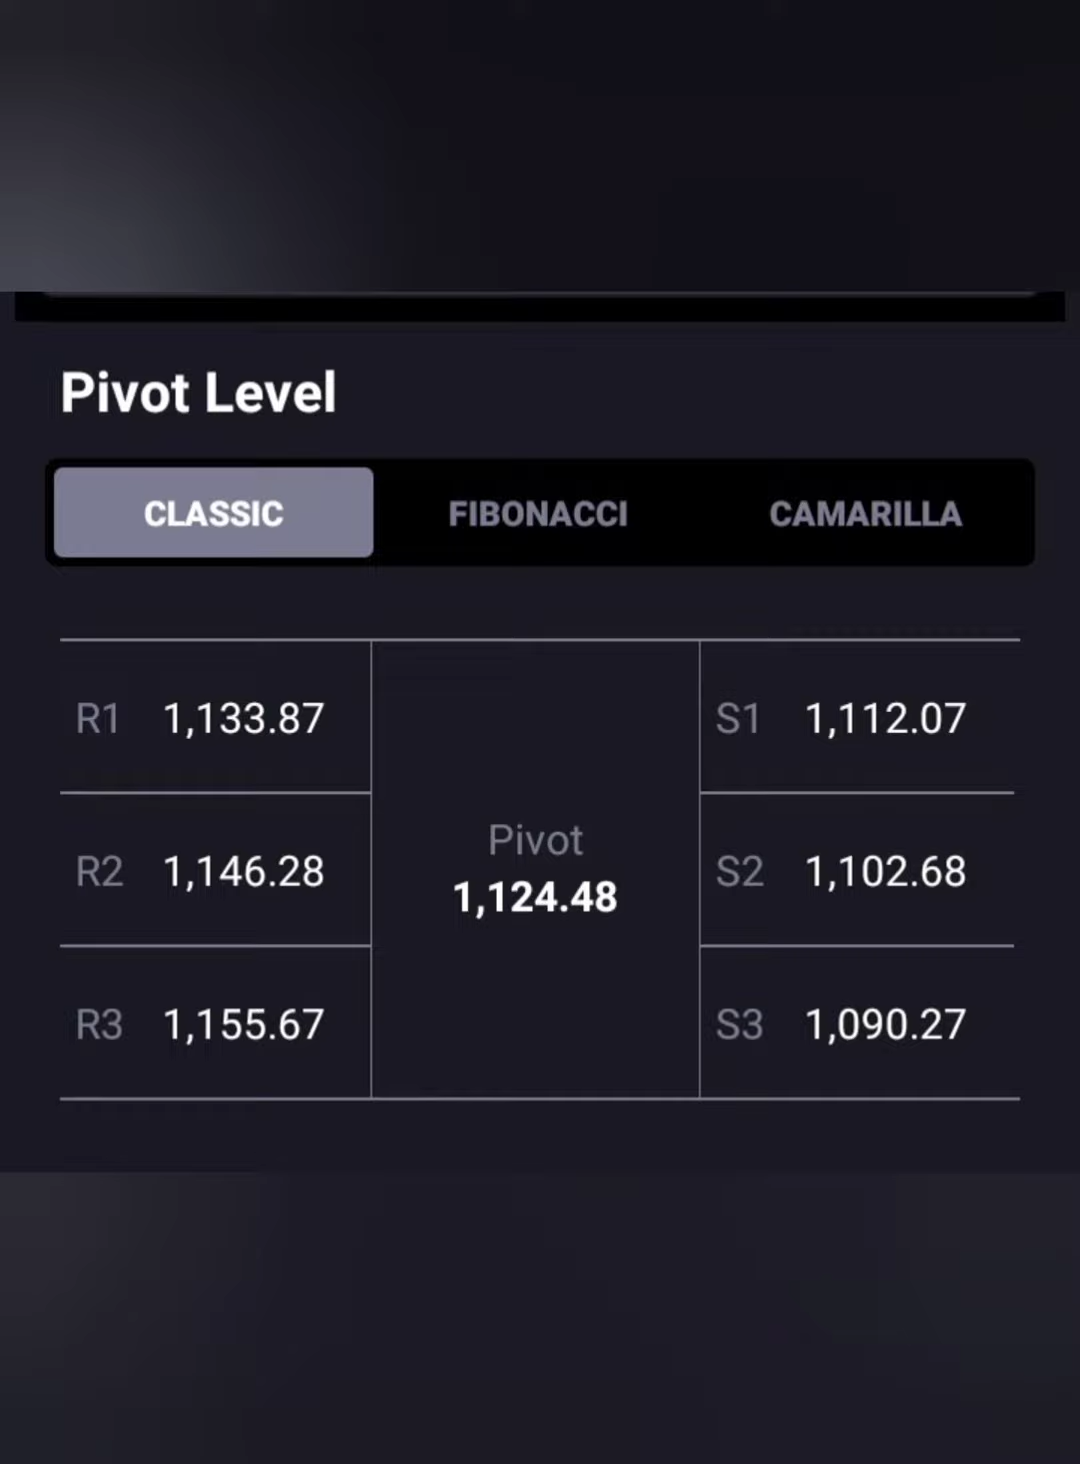 Pivot Level
CLASSIC FIBONACCI CAMARILLA
R1 1,133.87 S1 1,112.07
Pivot
R2 1,146.28 1,124.48 S2 1,102.68
R3 1,155.67 S3 1,090.27